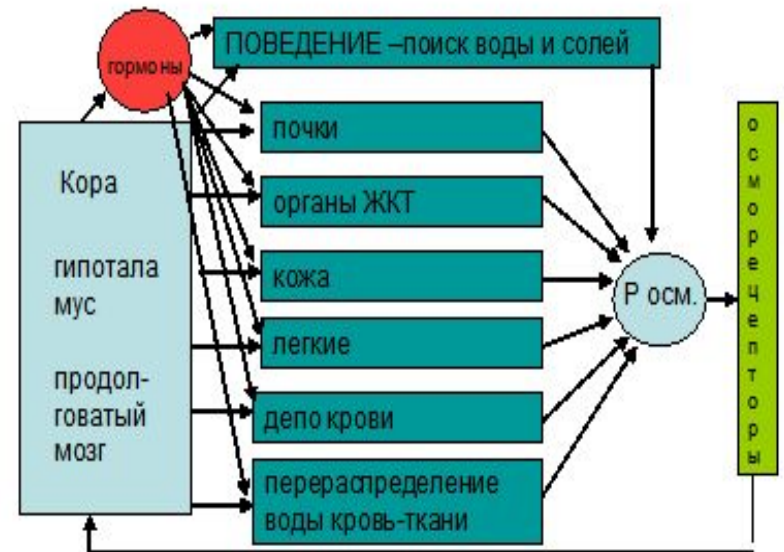 гормоны
ПОВЕДЕНИЕ –поиск воды и солей
почки
Кора
органы ЖКТ
гипотала
мус
кожа
легкие
продол-
говатый
мозг
депо крови
перераспределение
воды кровь-ткани
Р осм.
осморецепторы